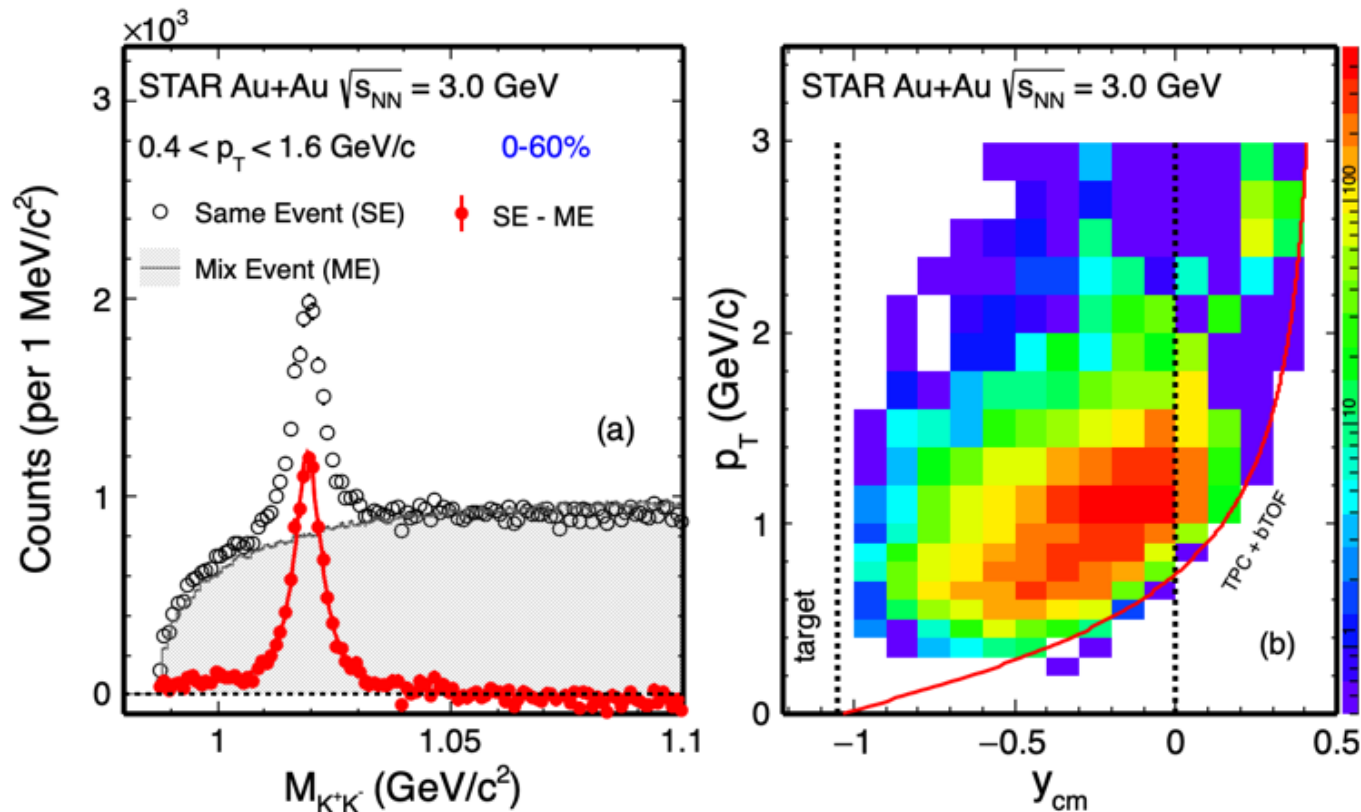 ×10³
STAR Au+Au √s_NN = 3.0 GeV
0.4 < p_T < 1.6 GeV/c 0-60%
Same Event (SE) SE - ME
Mix Event (ME)
(a)
3
2
1
0
Counts (per 1 MeV/c²)
1 1.05 1.1
M_K⁺K⁻ (GeV/c²)
STAR Au+Au √s_NN = 3.0 GeV
3
2
1
0
p_T (GeV/c)
target
TPC + bTOF
(b)
−1 −0.5 0 0.5
y_cm
100
10
1